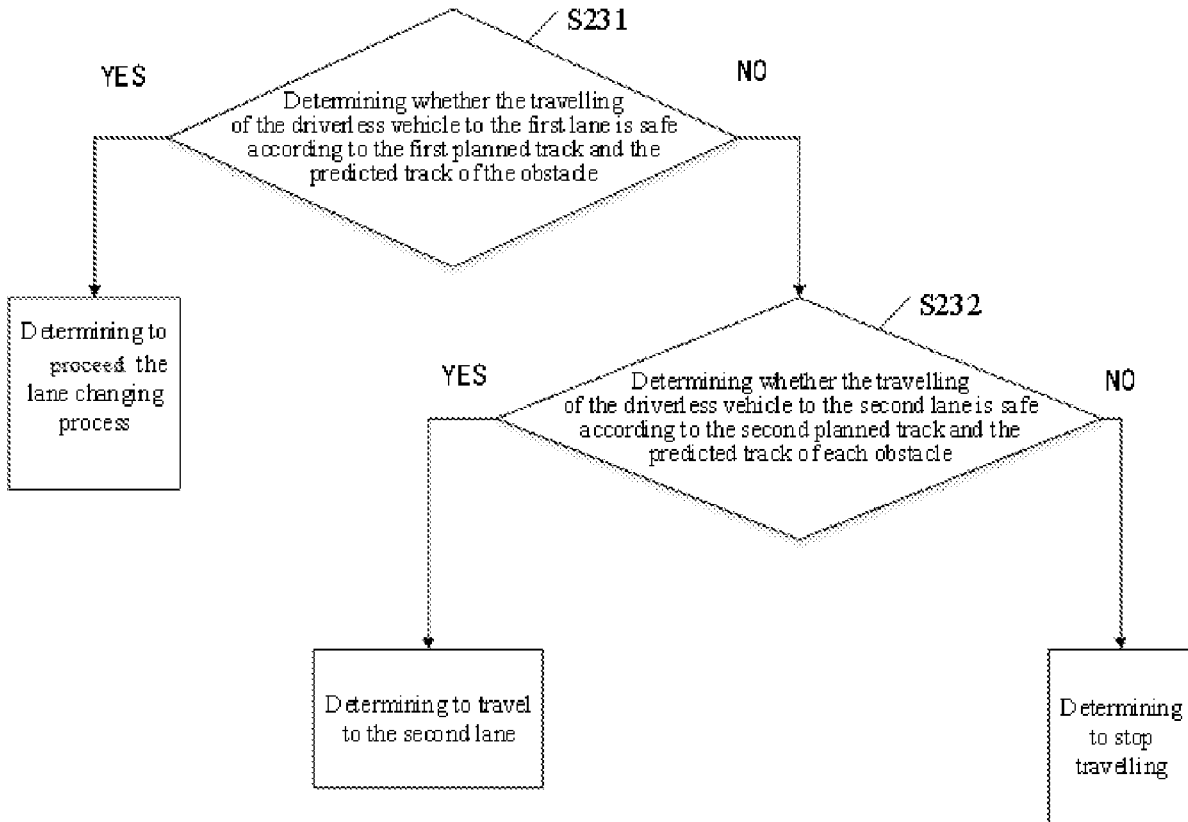 S231
YES
NO
Determining whether the travelling
of the driverless vehicle to the first lane is safe
according to the first planned track and the
predicted track of the obstacle
Determining to
proceed the
lane changing
process
S232
YES
NO
Determining whether the travelling
of the driverless vehicle to the second lane is safe
according to the second planned track and the
predicted track of each obstacle
Determining to travel
to the second lane
Determining
to stop
travelling